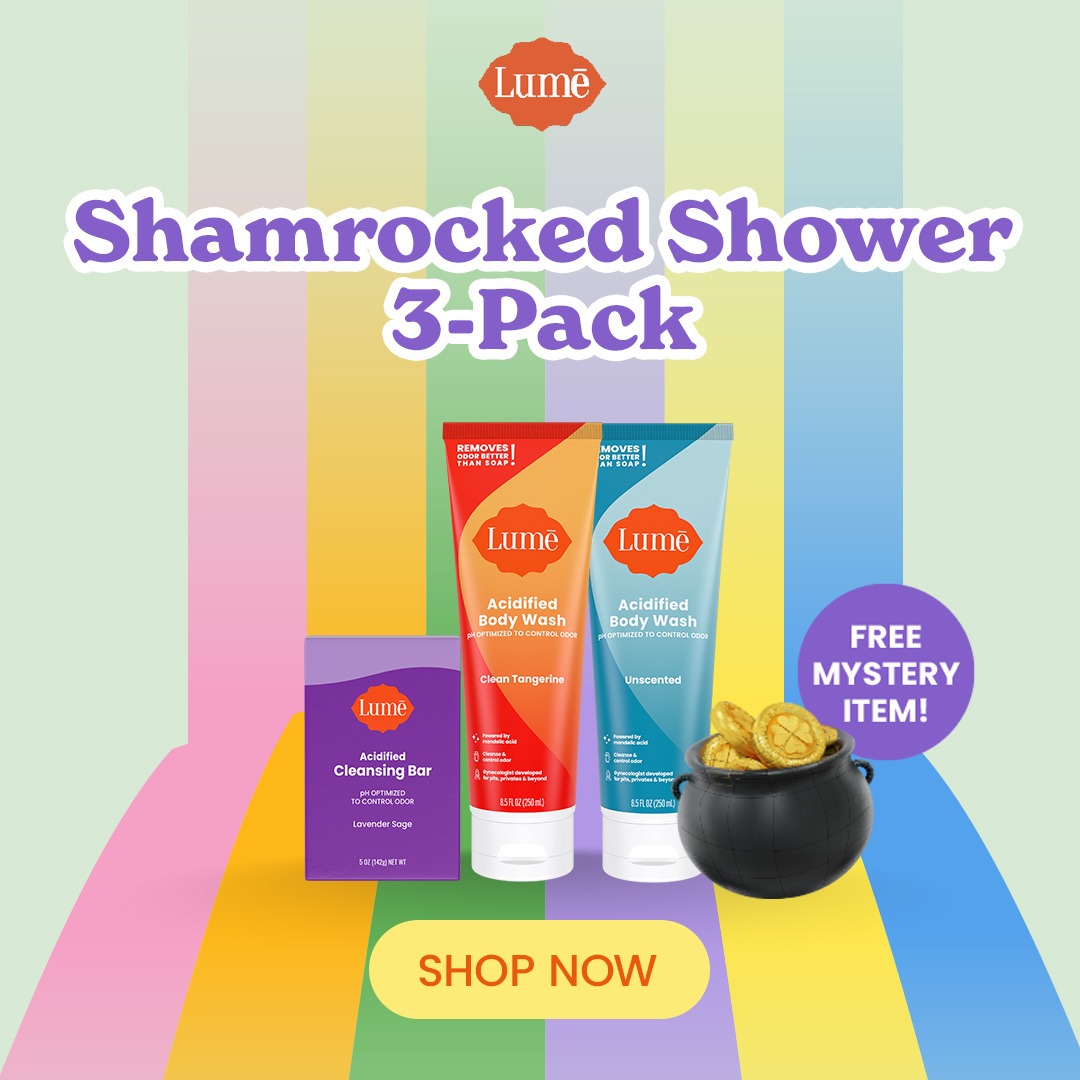 Lumē
Shamrocked Shower
3-Pack
REMOVES
ODOR BETTER
THAN SOAP!
Lumē
Acidified
Body Wash
pH OPTIMIZED TO CONTROL ODOR
Clean Tangerine
Powered by
mandelic acid
Cleanse &
control odor
Gynecologist developed
for pits, privates & beyond
8.5 FL OZ (250 mL)
MOVES
OR BETTER
AN SOAP!
Lumē
Acidified
Body Wash
pH OPTIMIZED TO CONTROL ODOR
Unscented
Powered by
mandelic acid
Cleanse &
control odor
Gynecologist developed
for pits, privates & beyon
8.5 FL OZ (250 mL)
Lumē
Acidified
Cleansing Bar
pH OPTIMIZED
TO CONTROL ODOR
Lavender Sage
5 OZ (142g) NET WT
FREE
MYSTERY
ITEM!
SHOP NOW